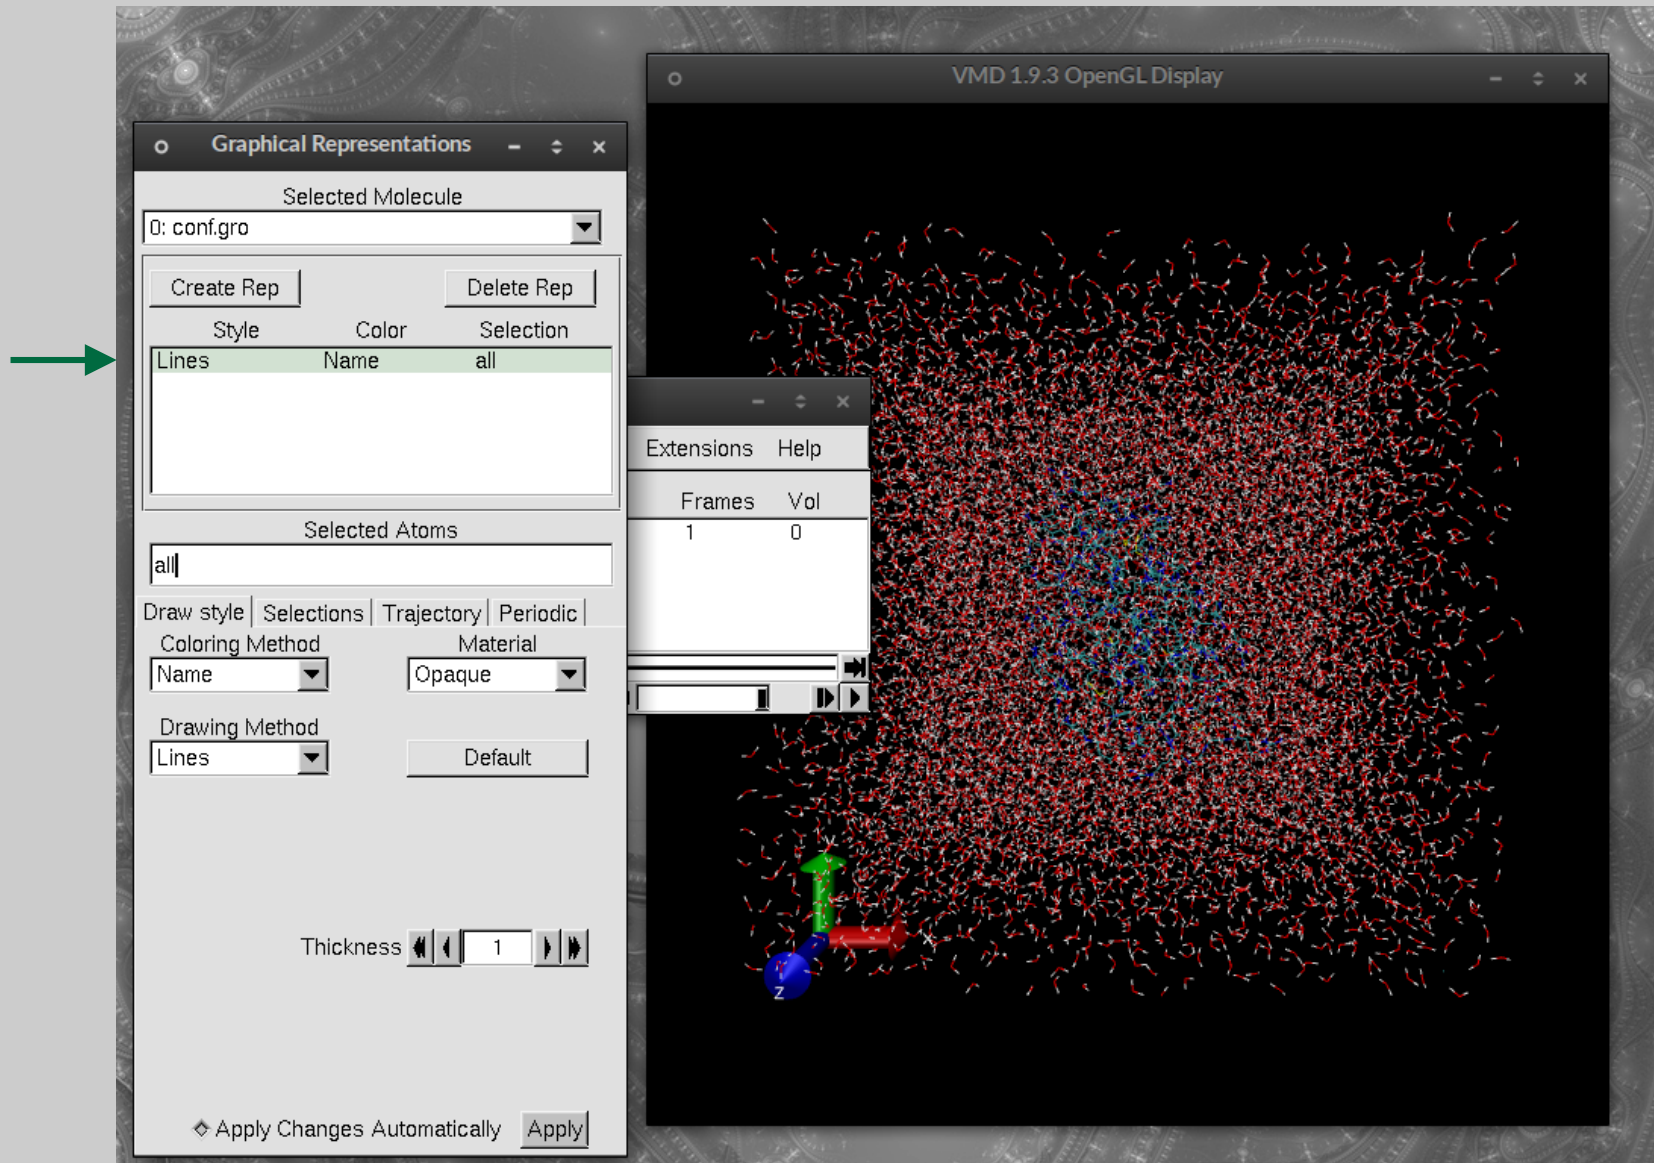 VMD 1.9.3 OpenGL Display
Graphical Representations
Selected Molecule
0: conf.gro
Create Rep
Delete Rep
Style Color Selection
Lines Name all
Extensions Help
Frames Vol
1 0
Selected Atoms
all
Draw style Selections Trajectory Periodic
Coloring Method Material
Name Opaque
Drawing Method
Lines Default
Thickness 1
Apply Changes Automatically Apply
Y
X
Z